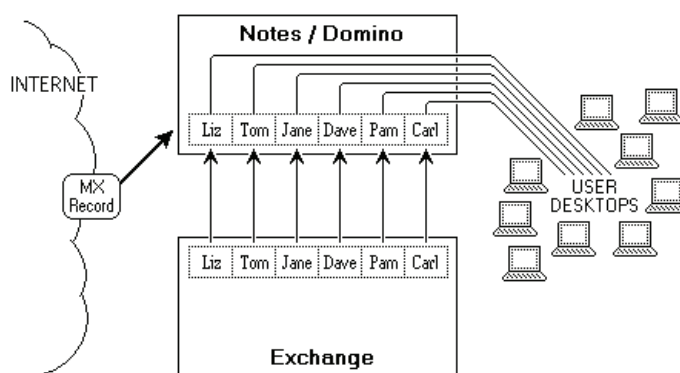 Notes / Domino
INTERNET
Liz Tom Jane Dave Pam Carl
MX
Record
USER
DESKTOPS
Liz Tom Jane Dave Pam Carl
Exchange